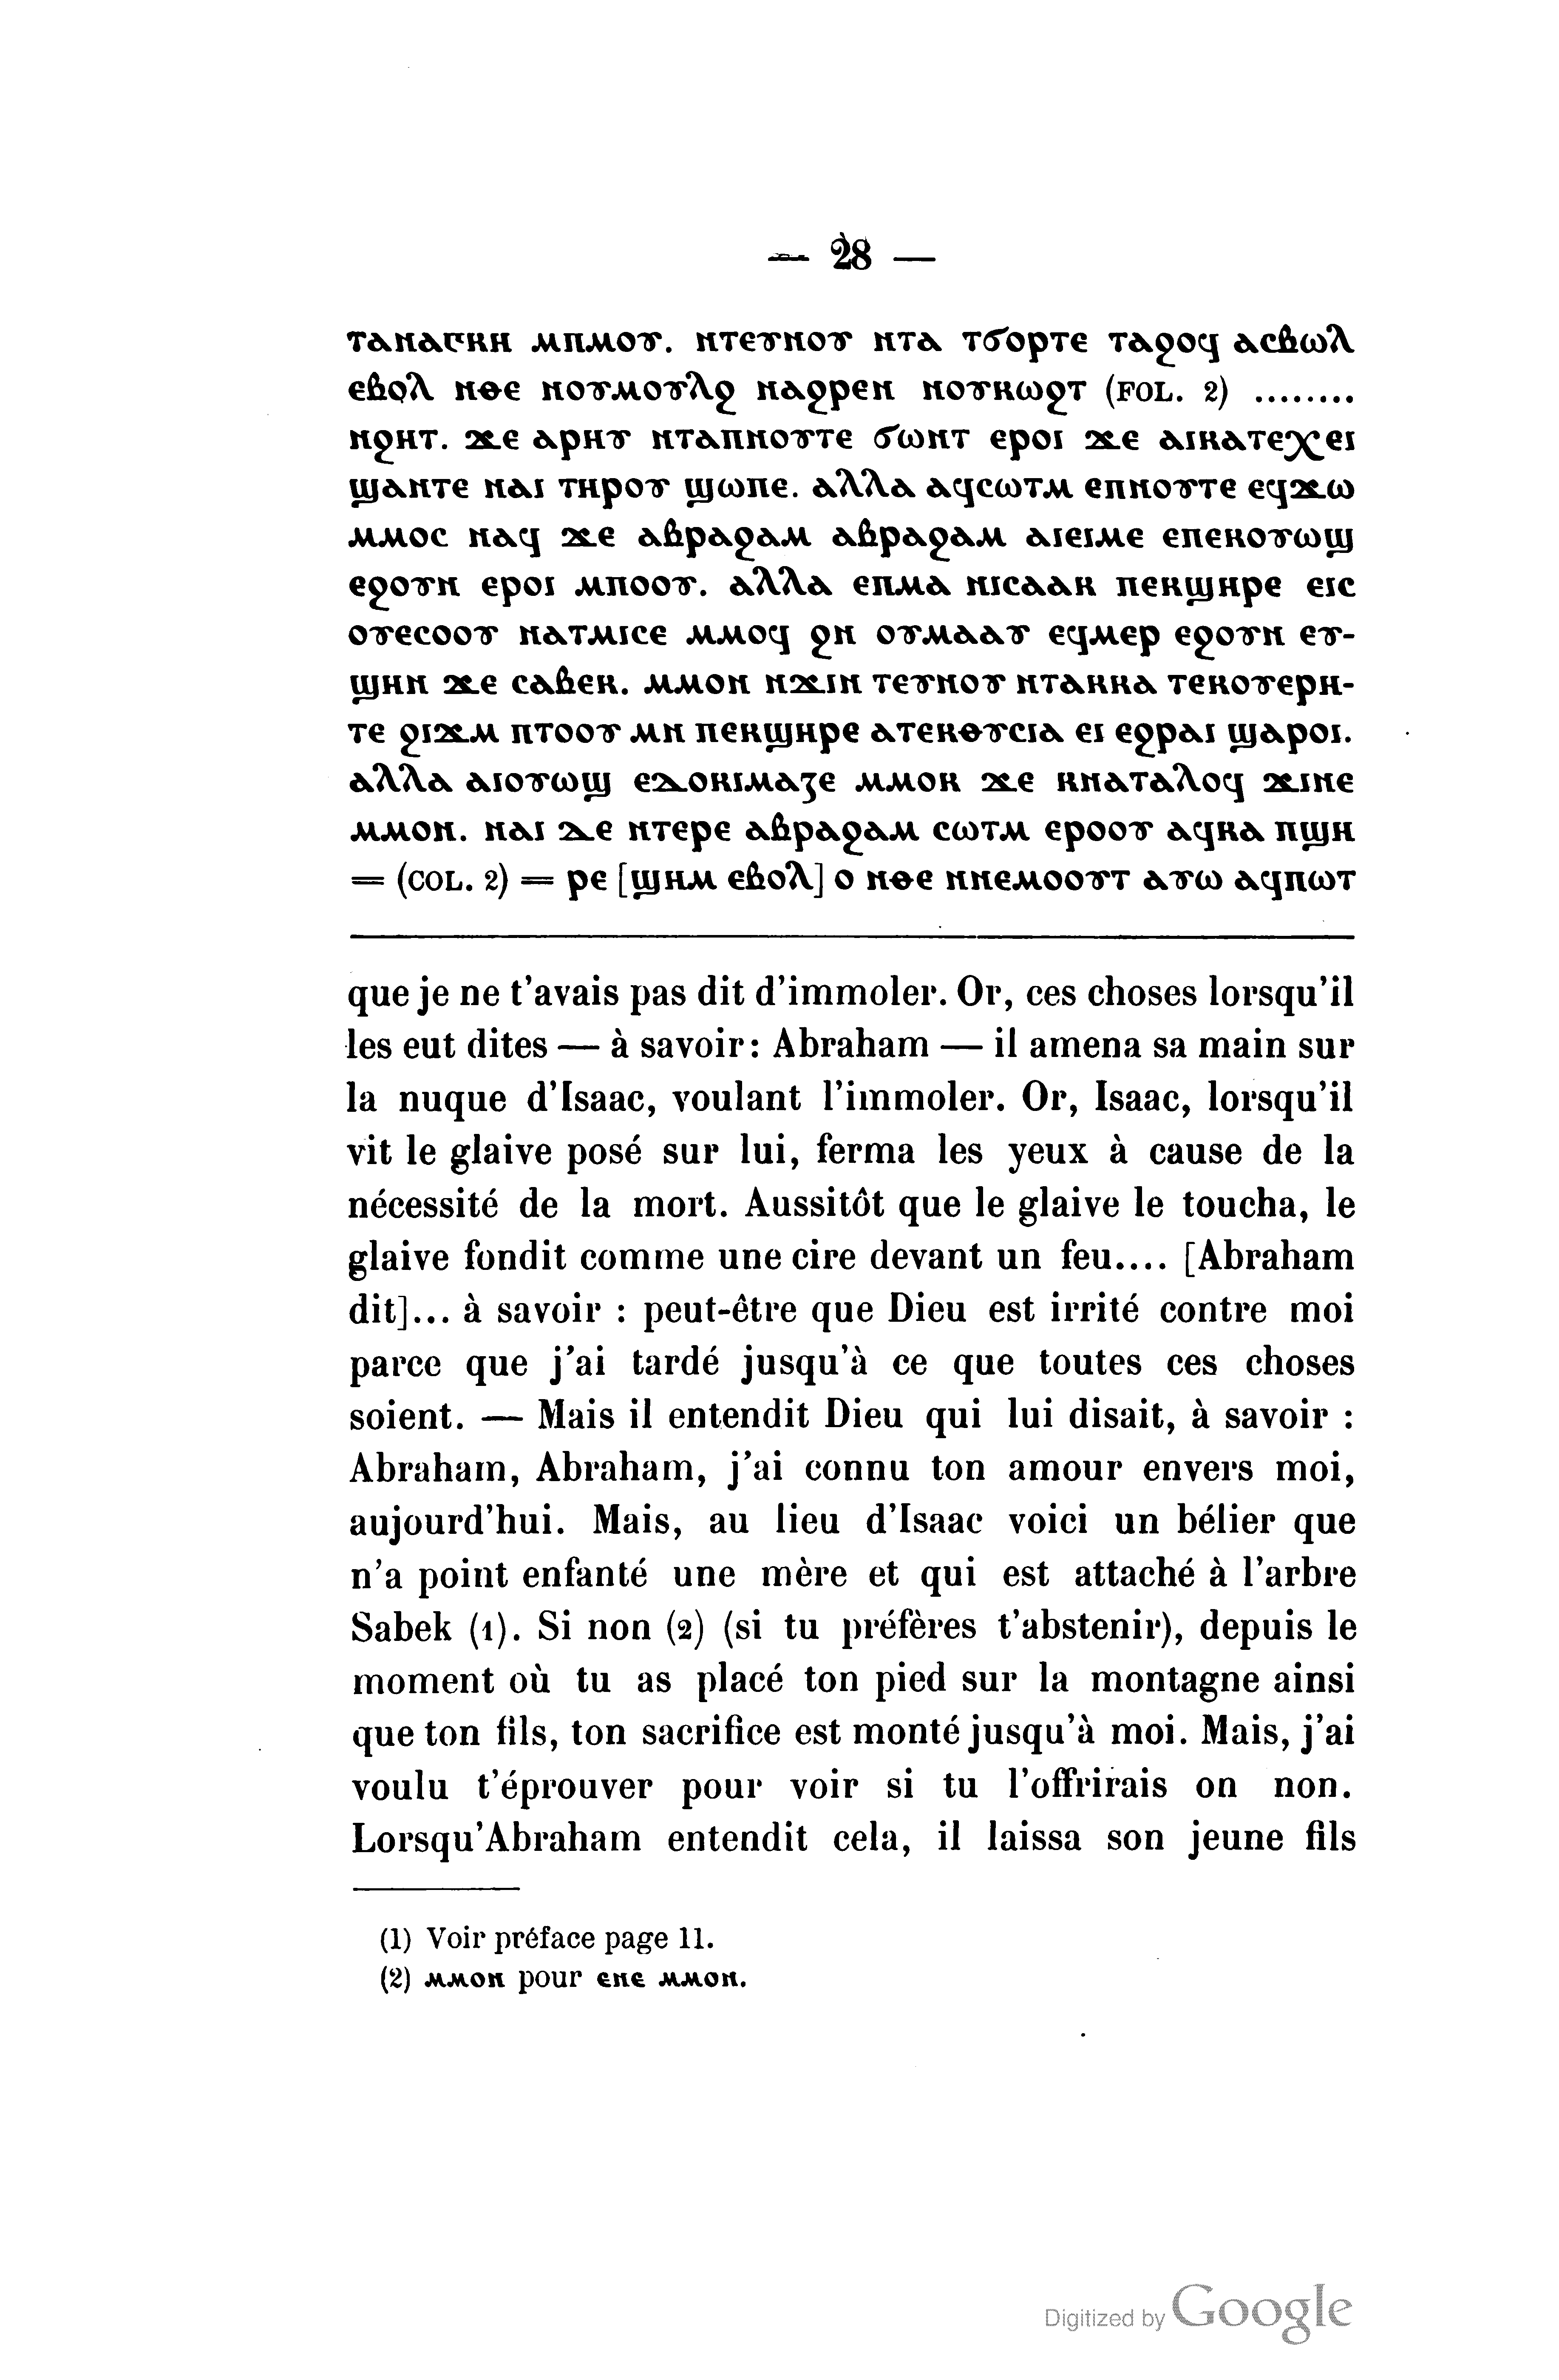 — 28 —
ⲧⲁⲛⲁⲅⲕⲏ ⲙⲡⲙⲟⲩ. ⲛⲧⲉⲩⲛⲟⲩ ⲛⲧⲁ ⲧϭⲟⲣⲧⲉ ⲧⲁϩⲟϥ ⲁⲥⲃⲱⲗ
ⲉⲃⲟⲗ ⲛⲑⲉ ⲛⲟⲩⲙⲟⲩⲗϩ ⲛⲁϩⲣⲉⲛ ⲛⲟⲩⲕⲱϩⲧ (FOL. 2) ........
ⲛϩⲏⲧ. ϫⲉ ⲁⲣⲏⲩ ⲛⲧⲁⲡⲛⲟⲩⲧⲉ ϭⲱⲛⲧ ⲉⲣⲟⲓ ϫⲉ ⲁⲓⲕⲁⲧⲉⲭⲉⲓ
ϣⲁⲛⲧⲉ ⲛⲁⲓ ⲧⲏⲣⲟⲩ ϣⲱⲡⲉ. ⲁⲗⲗⲁ ⲁϥⲥⲱⲧⲙ ⲉⲡⲛⲟⲩⲧⲉ ⲉϥϫⲱ
ⲙⲙⲟⲥ ⲛⲁϥ ϫⲉ ⲁⲃⲣⲁϩⲁⲙ ⲁⲃⲣⲁϩⲁⲙ ⲁⲓⲉⲓⲙⲉ ⲉⲡⲉⲕⲟⲩⲱϣ
ⲉϩⲟⲩⲛ ⲉⲣⲟⲓ ⲙⲡⲟⲟⲩ. ⲁⲗⲗⲁ ⲉⲡⲙⲁ ⲛⲓⲥⲁⲁⲕ ⲡⲉⲕϣⲏⲣⲉ ⲉⲓⲥ
ⲟⲩⲉⲥⲟⲟⲩ ⲛⲁⲧⲙⲓⲥⲉ ⲙⲙⲟϥ ϩⲛ ⲟⲩⲙⲁⲁⲩ ⲉϥⲙⲉⲣ ⲉϩⲟⲩⲛ ⲉⲩ-
ϣⲏⲛ ϫⲉ ⲥⲁⲃⲉⲕ. ⲙⲙⲟⲛ ⲛϫⲓⲛ ⲧⲉⲩⲛⲟⲩ ⲛⲧⲁⲕⲕⲁ ⲧⲉⲕⲟⲩⲉⲣⲏ-
ⲧⲉ ϩⲓϫⲙ ⲡⲧⲟⲟⲩ ⲙⲛ ⲡⲉⲕϣⲏⲣⲉ ⲁⲧⲉⲕⲑⲩⲥⲓⲁ ⲉⲓ ⲉϩⲣⲁⲓ ϣⲁⲣⲟⲓ.
ⲁⲗⲗⲁ ⲁⲓⲟⲩⲱϣ ⲉⲇⲟⲕⲓⲙⲁⲍⲉ ⲙⲙⲟⲕ ϫⲉ ⲕⲛⲁⲧⲁⲗⲟϥ ϫⲓⲛⲉ
ⲙⲙⲟⲛ. ⲛⲁⲓ ⲇⲉ ⲛⲧⲉⲣⲉ ⲁⲃⲣⲁϩⲁⲙ ⲥⲱⲧⲙ ⲉⲣⲟⲟⲩ ⲁϥⲕⲁ ⲡϣⲏ
= (COL. 2) = ⲣⲉ [ϣⲏⲙ ⲉⲃⲟⲗ] ⲟ ⲛⲑⲉ ⲛⲛⲉⲙⲟⲟⲩⲧ ⲁⲩⲱ ⲁϥⲡⲱⲧ
que je ne t'avais pas dit d'immoler. Or, ces choses lorsqu'il
les eut dites — à savoir: Abraham — il amena sa main sur
la nuque d'Isaac, voulant l'immoler. Or, Isaac, lorsqu'il
vit le glaive posé sur lui, ferma les yeux à cause de la
nécessité de la mort. Aussitôt que le glaive le toucha, le
glaive fondit comme une cire devant un feu.... [Abraham
dit]... à savoir : peut-être que Dieu est irrité contre moi
parce que j'ai tardé jusqu'à ce que toutes ces choses
soient. — Mais il entendit Dieu qui lui disait, à savoir :
Abraham, Abraham, j'ai connu ton amour envers moi,
aujourd'hui. Mais, au lieu d'Isaac voici un bélier que
n'a point enfanté une mère et qui est attaché à l'arbre
Sabek (1). Si non (2) (si tu préfères t'abstenir), depuis le
moment où tu as placé ton pied sur la montagne ainsi
que ton fils, ton sacrifice est monté jusqu'à moi. Mais, j'ai
voulu t'éprouver pour voir si tu l'offrirais on non.
Lorsqu'Abraham entendit cela, il laissa son jeune fils
(1) Voir préface page 11.
(2) ⲙⲙⲟⲛ pour ⲉⲛⲉ ⲙⲙⲟⲛ.
Digitized by Google